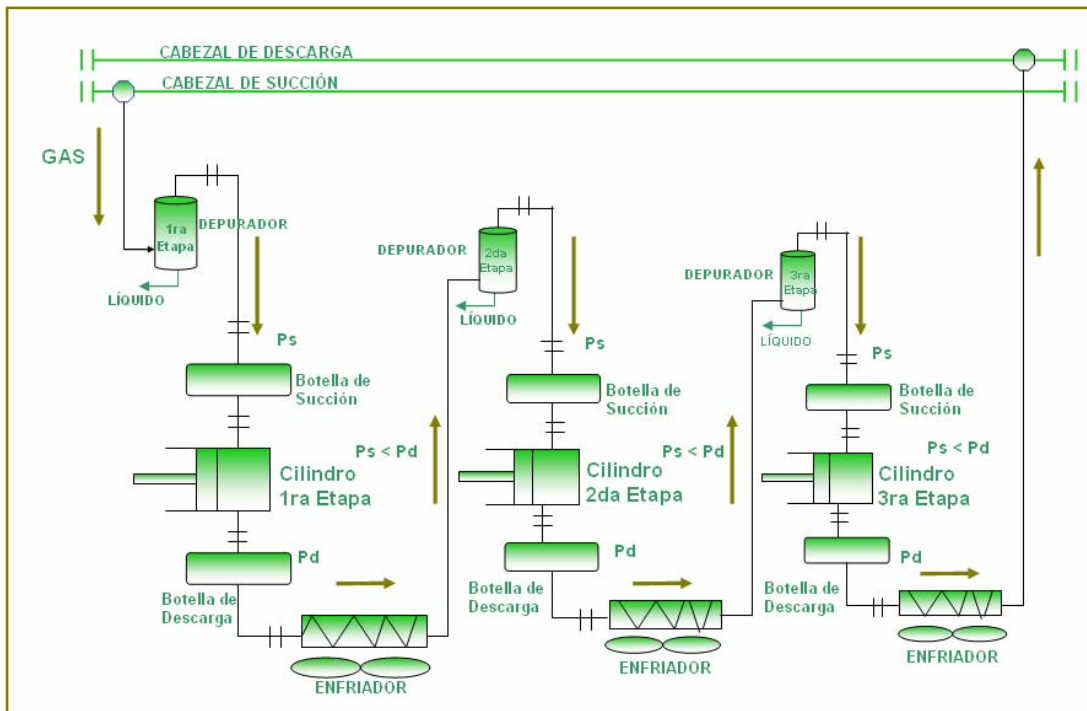 CABEZAL DE DESCARGA
CABEZAL DE SUCCIÓN
GAS
1ra
Etapa
DEPURADOR
LÍQUIDO
Ps
Botella de
Succión
Ps < Pd
Cilindro
1ra Etapa
Pd
Botella de
Descarga
ENFRIADOR
DEPURADOR
2da
Etapa
LÍQUIDO
Ps
Botella de
Succión
Ps < Pd
Cilindro
2da Etapa
Pd
Botella de
Descarga
ENFRIADOR
DEPURADOR
3ra
Etapa
LÍQUIDO
Ps
Botella de
Succión
Ps < Pd
Cilindro
3ra Etapa
Pd
Botella de
Descarga
ENFRIADOR